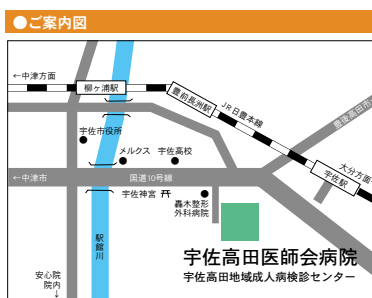 ●ご案内図
←中津方面
柳ヶ浦駅
豊前長洲駅
JR日豊本線
豊後高田市
宇佐市役所
メルクス
宇佐高校
大分方面→
宇佐駅
←中津市
国道10号線
宇佐神宮
轟木整形
外科病院
駅館川
宇佐高田医師会病院
宇佐高田地域成人病検診センター
安心院
院内
↓